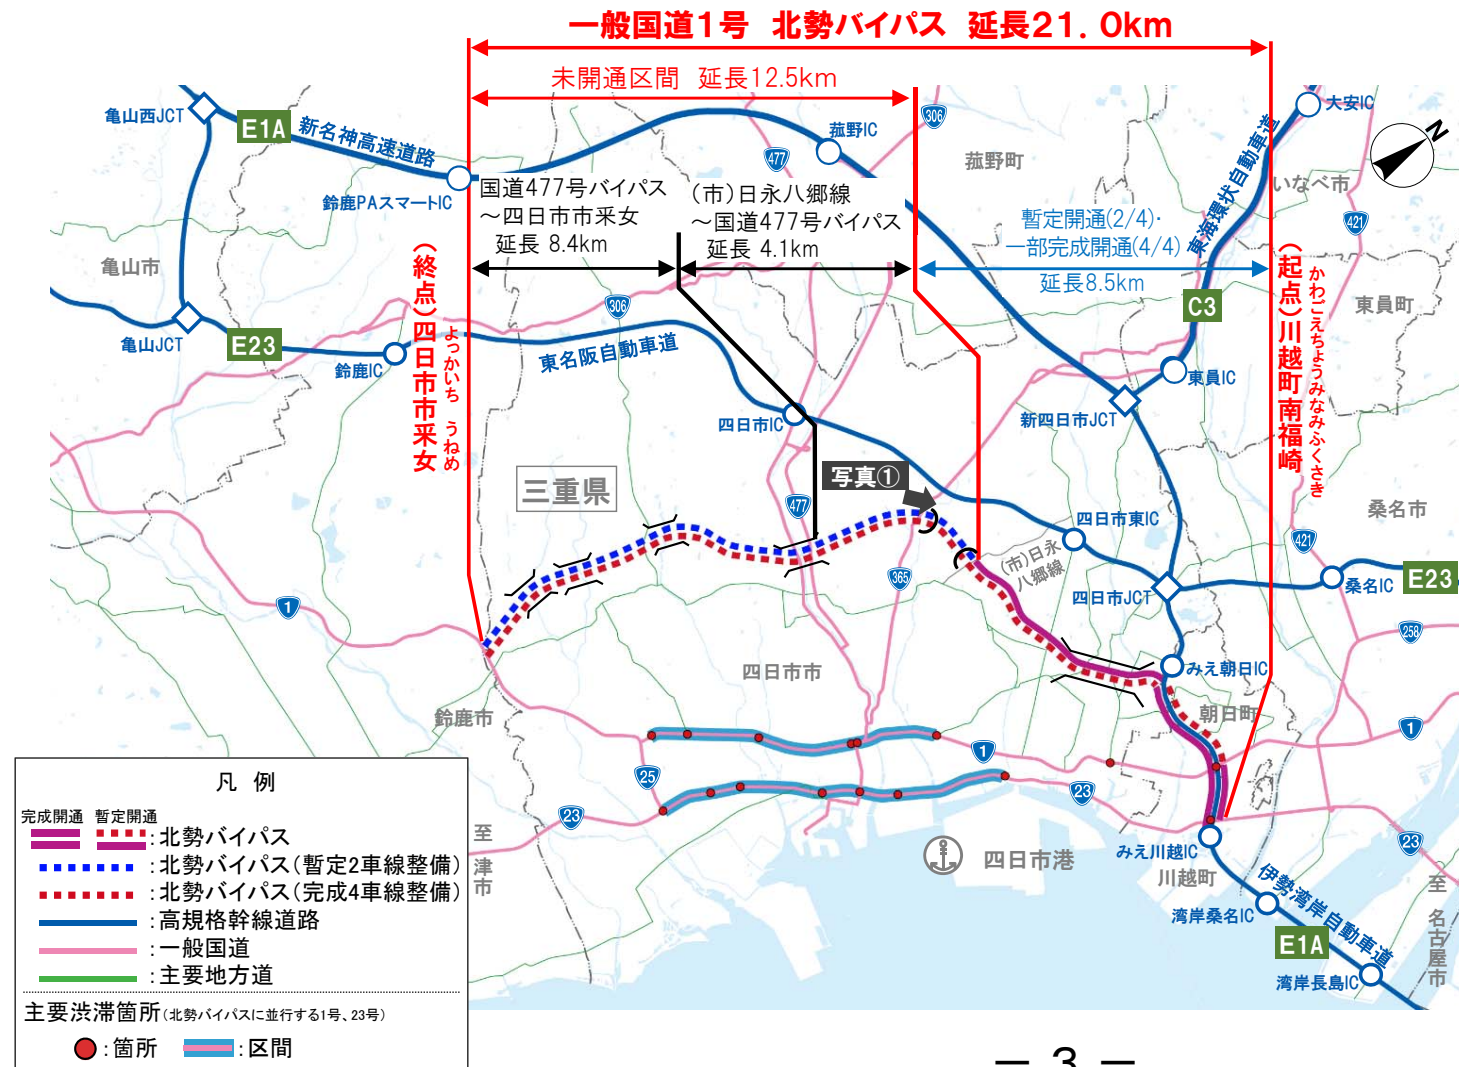 一般国道1号 北勢バイパス 延長21.0km
未開通区間 延長12.5km
亀山西JCT
E1A
新名神高速道路
鈴鹿PAスマートIC
菰野IC
306
477
菰野町
大安IC
N
いなべ市
421
東海環状自動車道
国道477号バイパス
～四日市市采女
延長 8.4km
(市)日永八郷線
～国道477号バイパス
延長 4.1km
暫定開通(2/4)・
一部完成開通(4/4)
延長8.5km
亀山市
(終点)四日市市采女
よっかいち うねめ
(起点)川越町南福崎
かわごえちょうみなみふくさき
東員町
C3
306
亀山JCT
E23
鈴鹿IC
東名阪自動車道
東員IC
四日市IC
新四日市JCT
三重県
写真①
477
四日市東IC
桑名市
421
(市)日永
八郷線
365
四日市JCT
桑名IC
E23
1
258
四日市市
みえ朝日IC
鈴鹿市
朝日町
1
1
25
23
23
23
至 津市
四日市港
みえ川越IC
川越町
湾岸桑名IC
伊勢湾岸自動車道
E1A
湾岸長島IC
至 名古屋市
凡 例
完成開通 暫定開通
:北勢バイパス
:北勢バイパス(暫定2車線整備)
:北勢バイパス(完成4車線整備)
:高規格幹線道路
:一般国道
:主要地方道
主要渋滞箇所(北勢バイパスに並行する1号、23号)
:箇所 :区間
－ 3 －